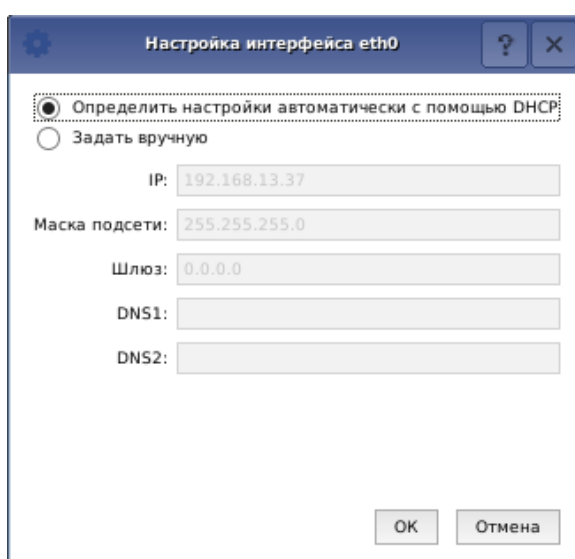 Настройка интерфейса eth0
?
Определить настройки автоматически с помощью DHCP
Задать вручную
IP: 192.168.13.37
Маска подсети: 255.255.255.0
Шлюз: 0.0.0.0
DNS1:
DNS2:
OK Отмена